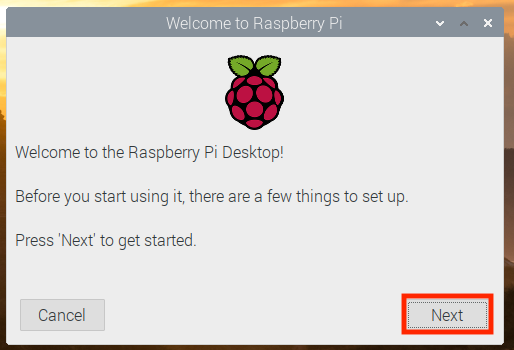 Welcome to Raspberry Pi
Welcome to the Raspberry Pi Desktop!
Before you start using it, there are a few things to set up.
Press 'Next' to get started.
Cancel
Next